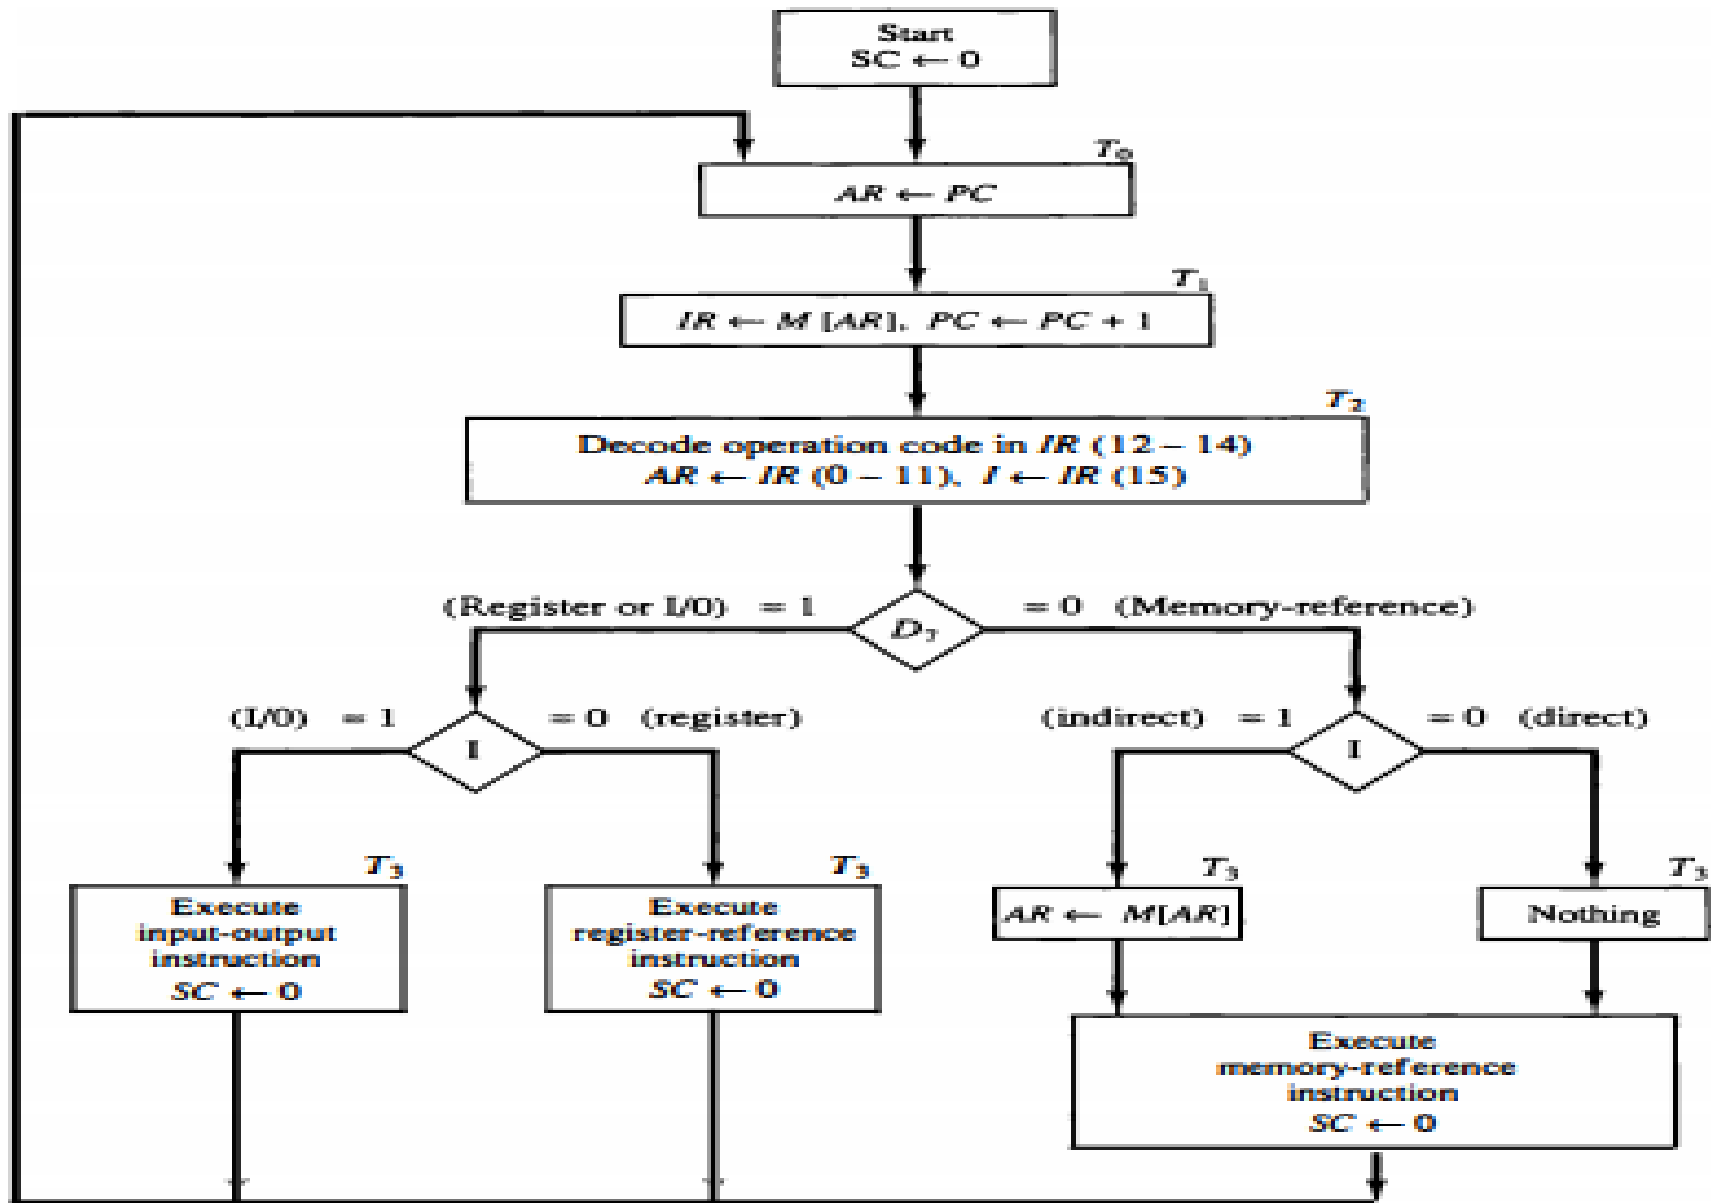 Start
SC ← 0
T₀
AR ← PC
T₁
IR ← M [AR], PC ← PC + 1
T₂
Decode operation code in IR (12 – 14)
AR ← IR (0 – 11), I ← IR (15)
(Register or I/0) = 1
D₇
= 0 (Memory-reference)
(I/0) = 1
I
= 0 (register)
(indirect) = 1
I
= 0 (direct)
T₃
Execute
input-output
instruction
SC ← 0
T₃
Execute
register-reference
instruction
SC ← 0
T₃
AR ← M[AR]
T₃
Nothing
Execute
memory-reference
instruction
SC ← 0